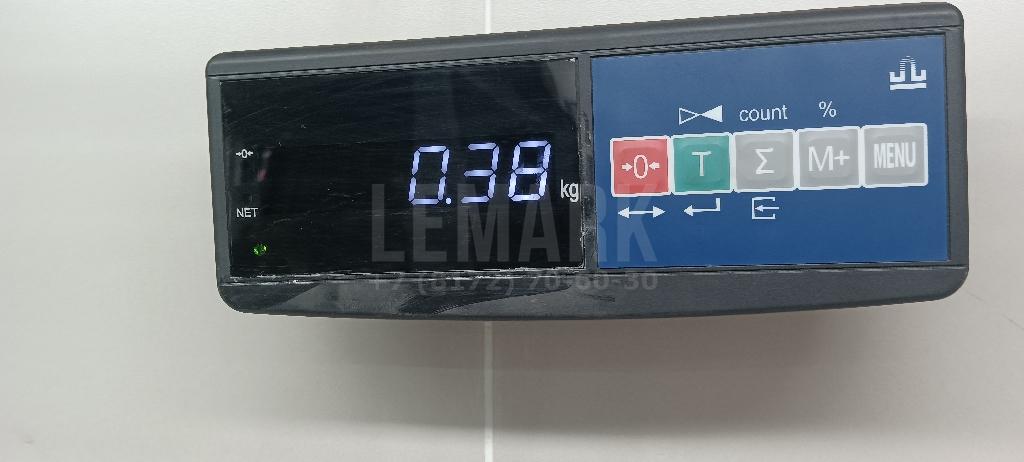 count %
→0←
0.38 kg
→0← T Σ M+ MENU
NET
LEMARK
+7 (8172) 70-60-30